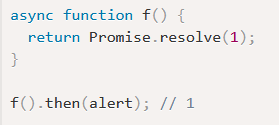 async function f() {
  return Promise.resolve(1);
}

f().then(alert); // 1